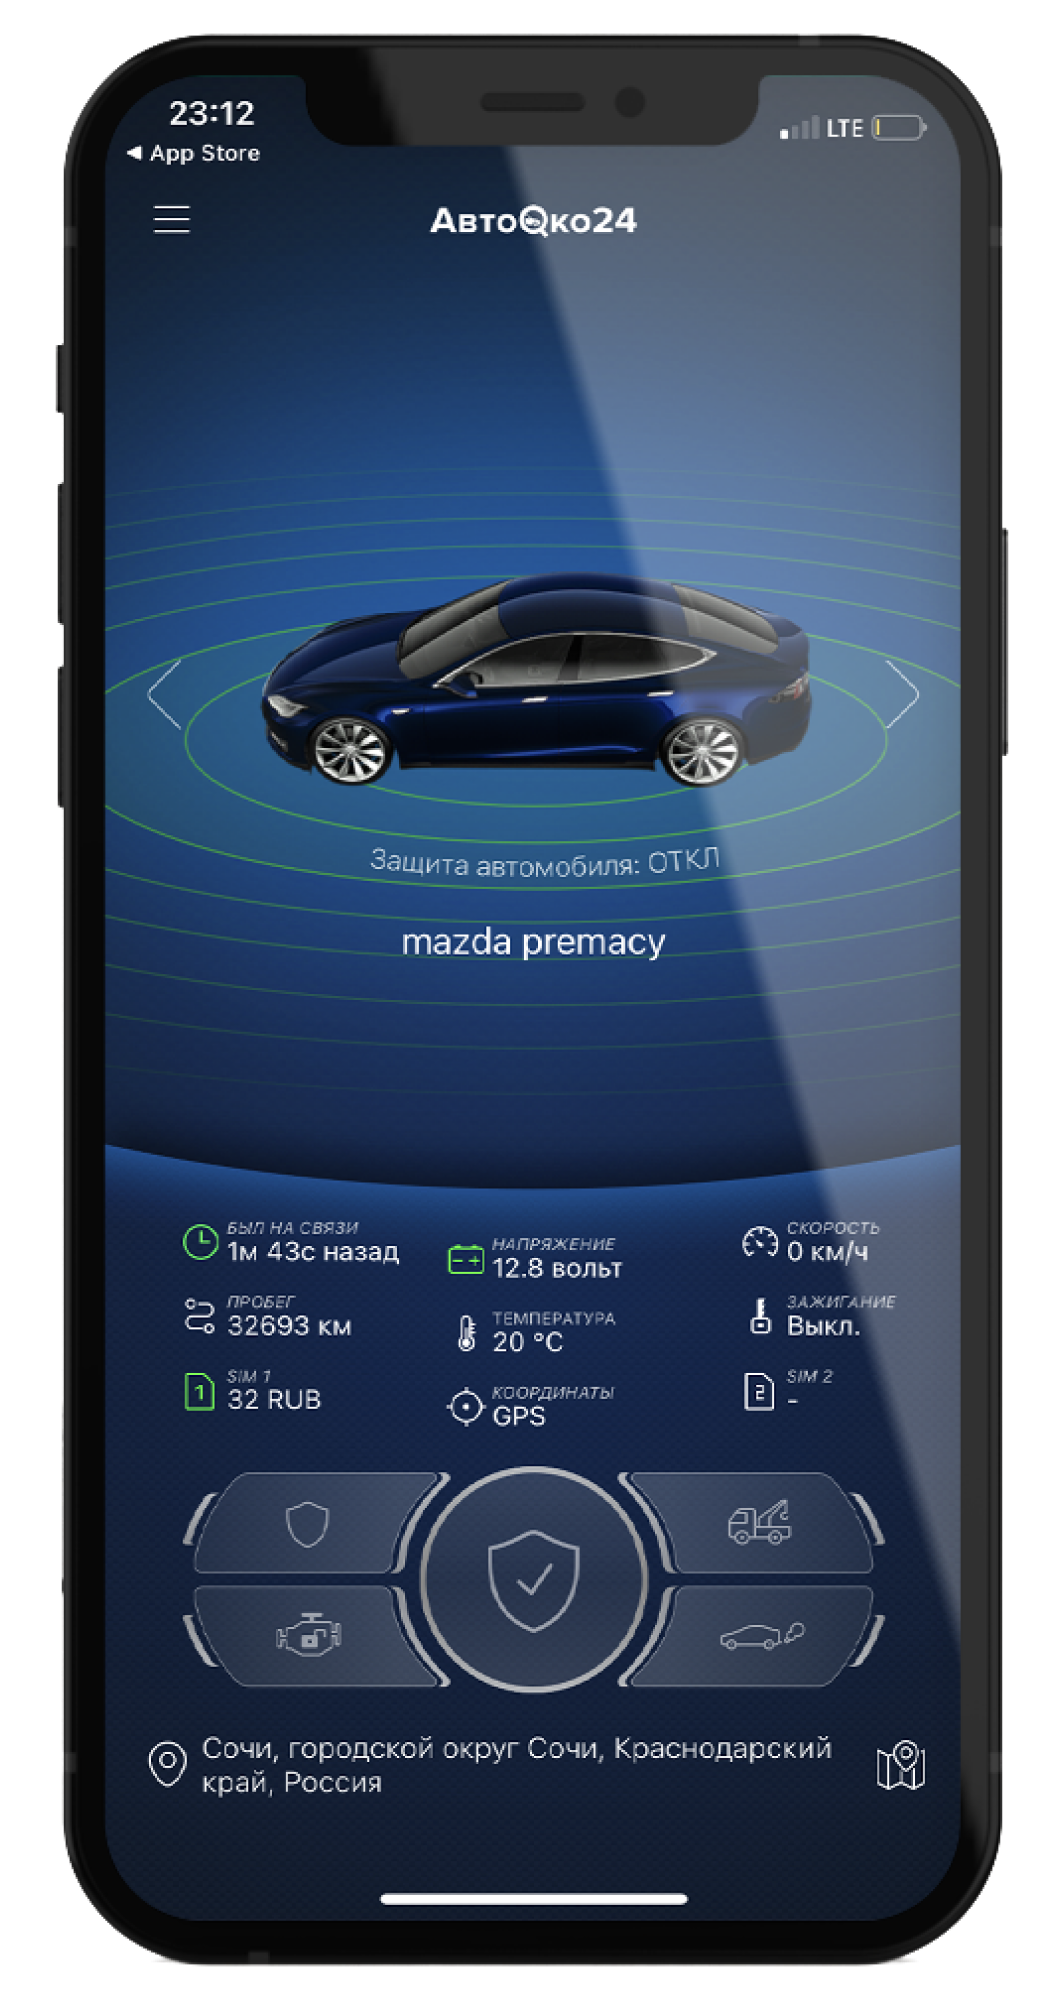 23:12
LTE
◀ App Store
АвтоОко24
Защита автомобиля: ОТКЛ
mazda premacy
БЫЛ НА СВЯЗИ
1м 43с назад
НАПРЯЖЕНИЕ
12.8 вольт
СКОРОСТЬ
0 км/ч
ПРОБЕГ
32693 км
ТЕМПЕРАТУРА
20 °C
ЗАЖИГАНИЕ
Выкл.
1
SIM 1
32 RUB
КООРДИНАТЫ
GPS
2
SIM 2
-
Сочи, городской округ Сочи, Краснодарский
край, Россия